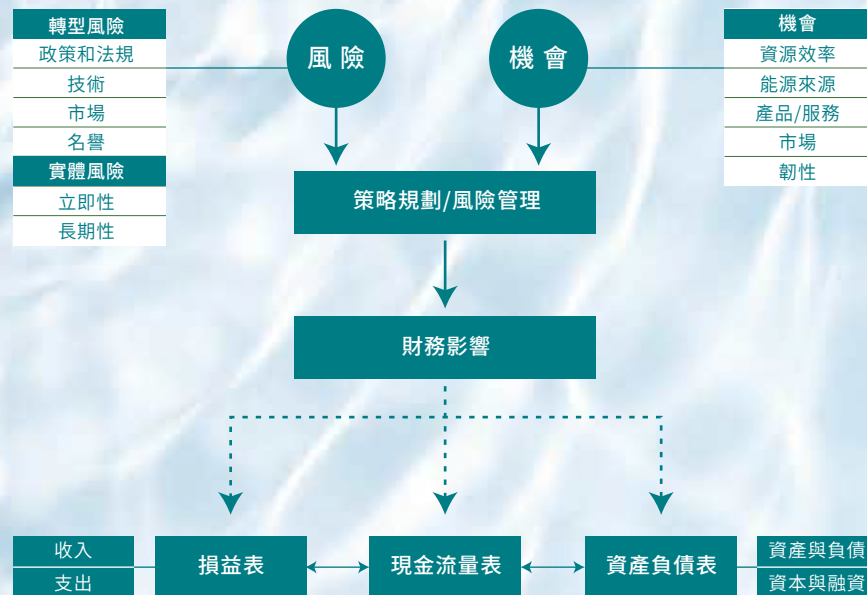 轉型風險
政策和法規
技術
市場
名譽
實體風險
立即性
長期性
風險
機會
機會
資源效率
能源來源
產品/服務
市場
韌性
策略規劃/風險管理
財務影響
收入
支出
損益表
現金流量表
資產負債表
資產與負債
資本與融資